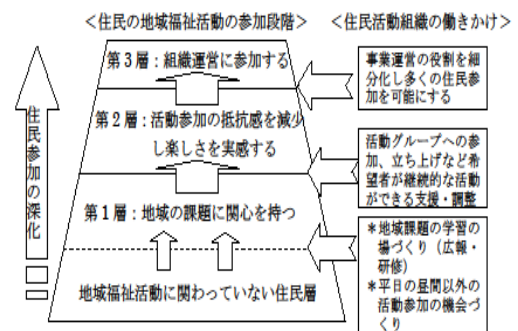 ＜住民の地域福祉活動の参加段階＞
＜住民活動組織の働きかけ＞
住民参加の深化
第3層：組織運営に参加する
第2層：活動参加の抵抗感を減少
し楽しさを実感する
第1層：地域の課題に関心を持つ
地域福祉活動に関わっていない住民層
事業運営の役割を細
分化し多くの住民参
加を可能にする
活動グループへの参
加、立ち上げなど希
望者が継続的な活動
ができる支援・調整
＊地域課題の学習の
場づくり（広報・
研修）
＊平日の昼間以外の
活動参加の機会づ
くり